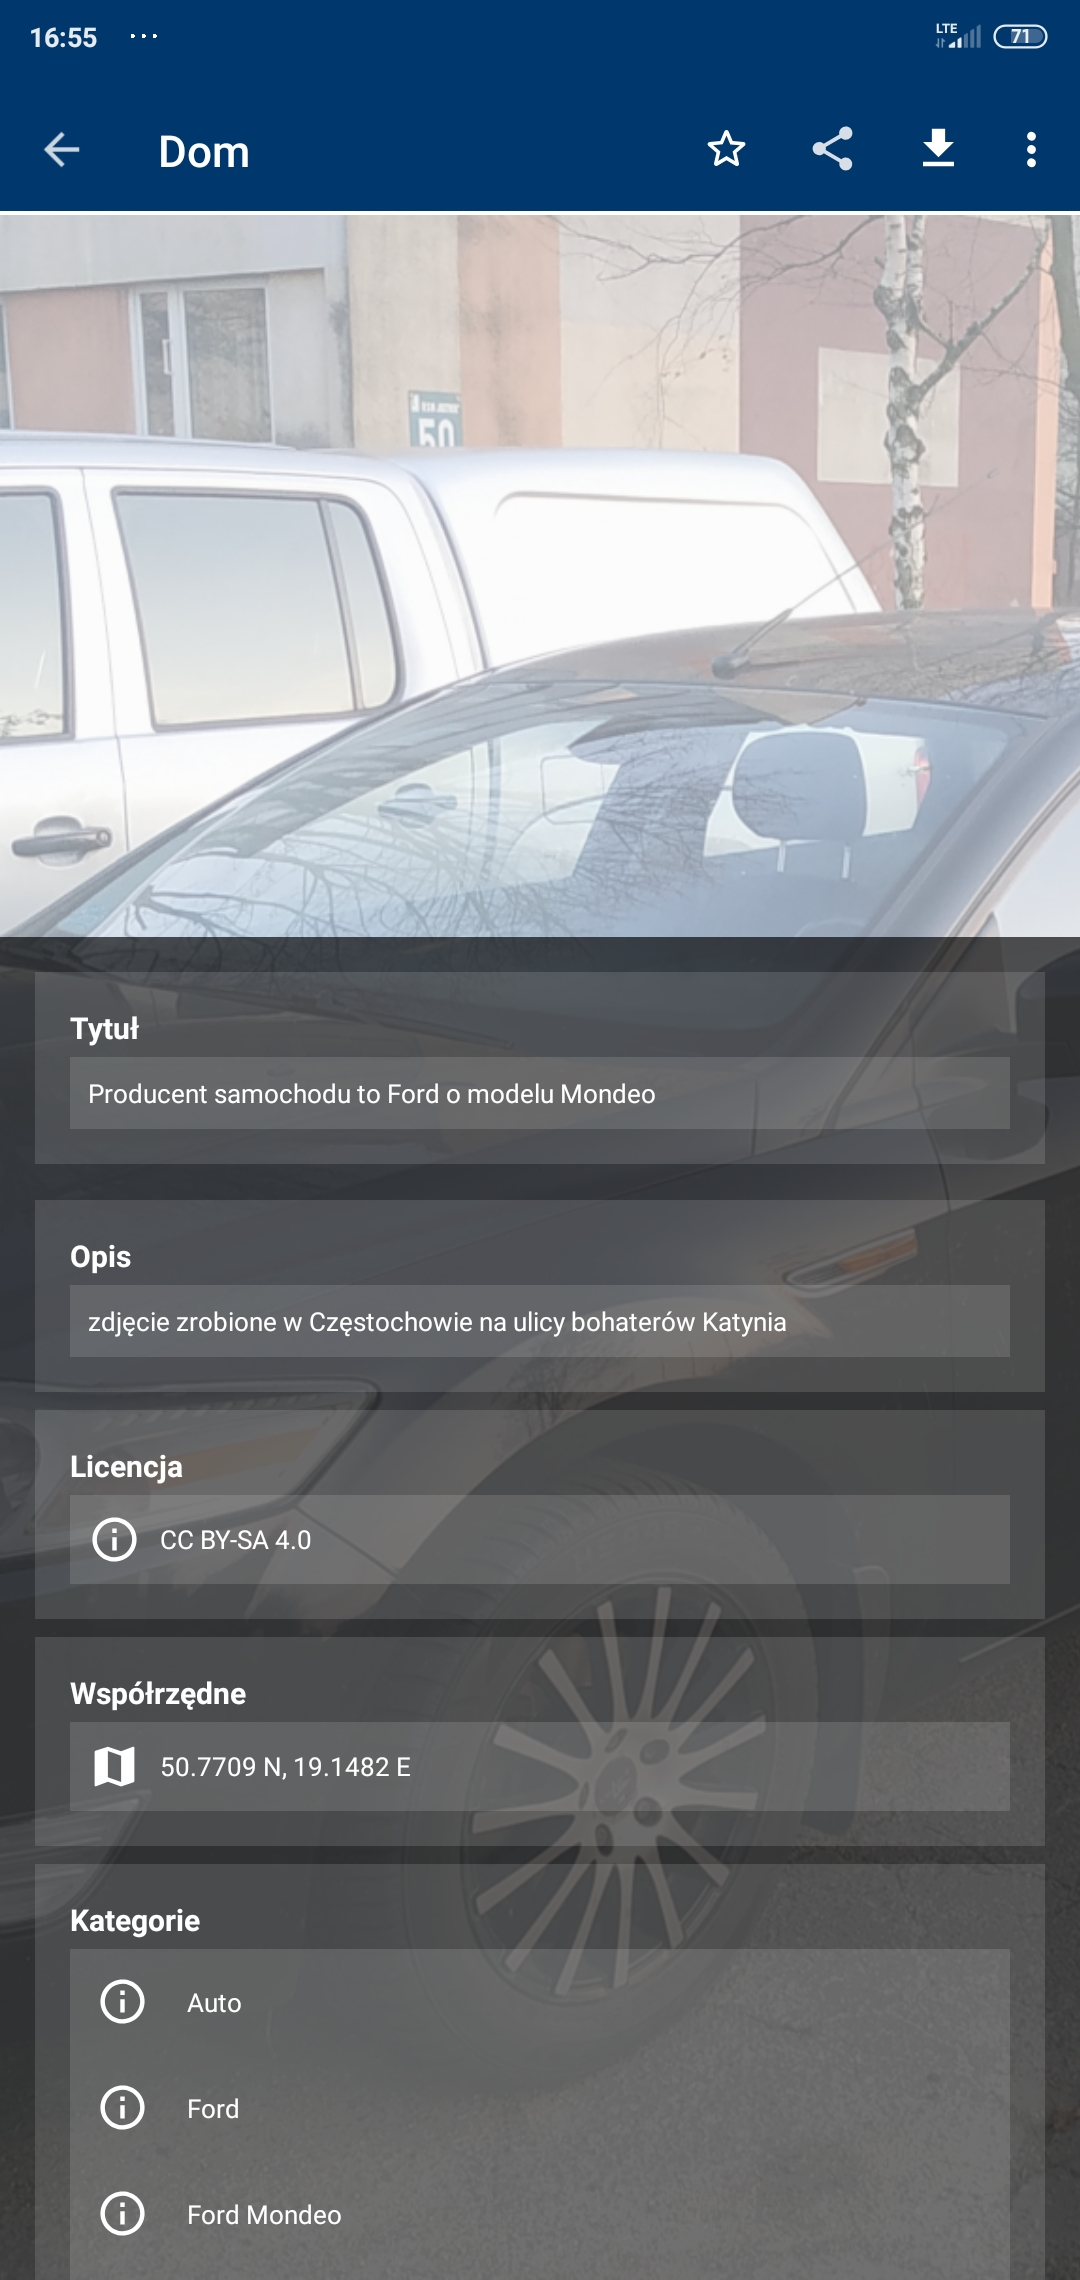 16:55
LTE
71
Dom
50
Tytuł
Producent samochodu to Ford o modelu Mondeo
Opis
zdjęcie zrobione w Częstochowie na ulicy bohaterów Katynia
Licencja
CC BY-SA 4.0
Współrzędne
50.7709 N, 19.1482 E
Kategorie
Auto
Ford
Ford Mondeo